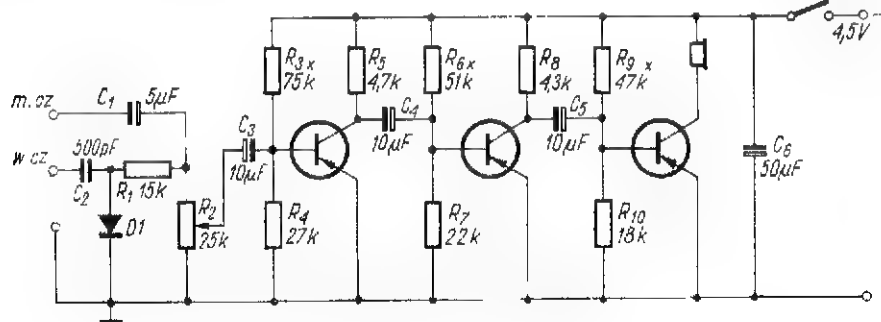 m.cz
C1
5µF
w.cz
500pF
C2
R1 15k
D1
R2
25k
C3
10µF
R3 x
75k
R4
27k
R5
4,7k
C4
10µF
R6 x
51k
R7
22k
R8
4,3k
C5
10µF
R9 x
47k
R10
18k
C6
50µF
4,5V